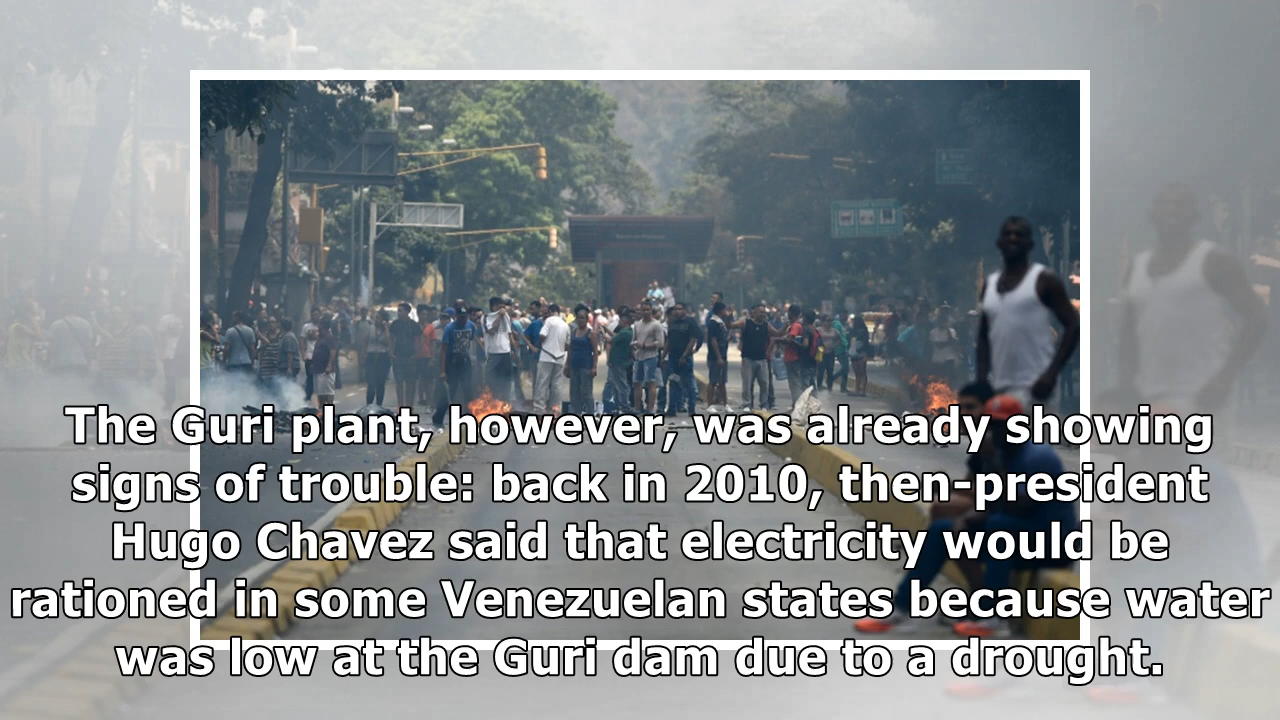 The Guri plant, however, was already showing
signs of trouble: back in 2010, then-president
Hugo Chavez said that electricity would be
rationed in some Venezuelan states because water
was low at the Guri dam due to a drought.